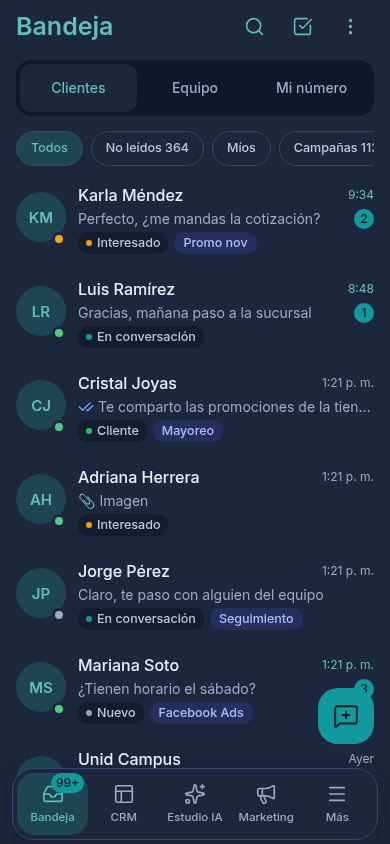 Bandeja
Clientes Equipo Mi número
Todos No leídos 364 Míos Campañas
Karla Méndez 9:34
KM Perfecto, ¿me mandas la cotización? 2
Interesado Promo nov
Luis Ramírez 8:48
LR Gracias, mañana paso a la sucursal 1
En conversación
Cristal Joyas 1:21 p. m.
CJ Te comparto las promociones de la tien...
Cliente Mayoreo
Adriana Herrera 1:21 p. m.
AH Imagen
Interesado
Jorge Pérez 1:21 p. m.
JP Claro, te paso con alguien del equipo
En conversación Seguimiento
Mariana Soto 1:21 p. m.
MS ¿Tienen horario el sábado? 3
Nuevo Facebook Ads
Unid Campus Ayer
99+
Bandeja CRM Estudio IA Marketing Más